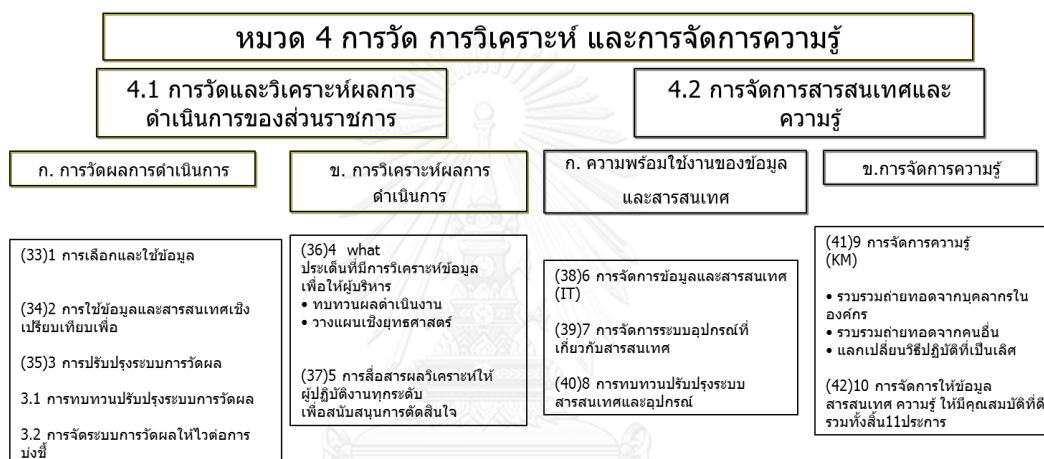 หมวด 4 การวัด การวิเคราะห์ และการจัดการความรู้
4.1 การวัดและวิเคราะห์ผลการ
ดำเนินการของส่วนราชการ
4.2 การจัดการสารสนเทศและ
ความรู้
ก. การวัดผลการดำเนินการ
ข. การวิเคราะห์ผลการ
ดำเนินการ
ก. ความพร้อมใช้งานของข้อมูล
และสารสนเทศ
ข.การจัดการความรู้
(33)1 การเลือกและใช้ข้อมูล
(34)2 การใช้ข้อมูลและสารสนเทศเชิง
เปรียบเทียบเพื่อ
(35)3 การปรับปรุงระบบการวัดผล
3.1 การทบทวนปรับปรุงระบบการวัดผล
3.2 การจัดระบบการวัดผลให้ไวต่อการ
บ่งชี้
(36)4 what
ประเด็นที่มีการวิเคราะห์ข้อมูล
เพื่อให้ผู้บริหาร
• ทบทวนผลดำเนินงาน
• วางแผนเชิงยุทธศาสตร์
(37)5 การสื่อสารผลวิเคราะห์ให้
ผู้ปฏิบัติงานทุกระดับ
เพื่อสนับสนุนการตัดสินใจ
(38)6 การจัดการข้อมูลและสารสนเทศ
(IT)
(39)7 การจัดการระบบอุปกรณ์ที่
เกี่ยวกับสารสนเทศ
(40)8 การทบทวนปรับปรุงระบบ
สารสนเทศและอุปกรณ์
(41)9 การจัดการความรู้
(KM)
• รวบรวมถ่ายทอดจากบุคลากรใน
องค์กร
• รวบรวมถ่ายทอดจากคนอื่น
• แลกเปลี่ยนวิธีปฏิบัติที่เป็นเลิศ
(42)10 การจัดการให้ข้อมูล
สารสนเทศ ความรู้ ให้มีคุณสมบัติที่ดี
รวมทั้งสิ้น11ประการ